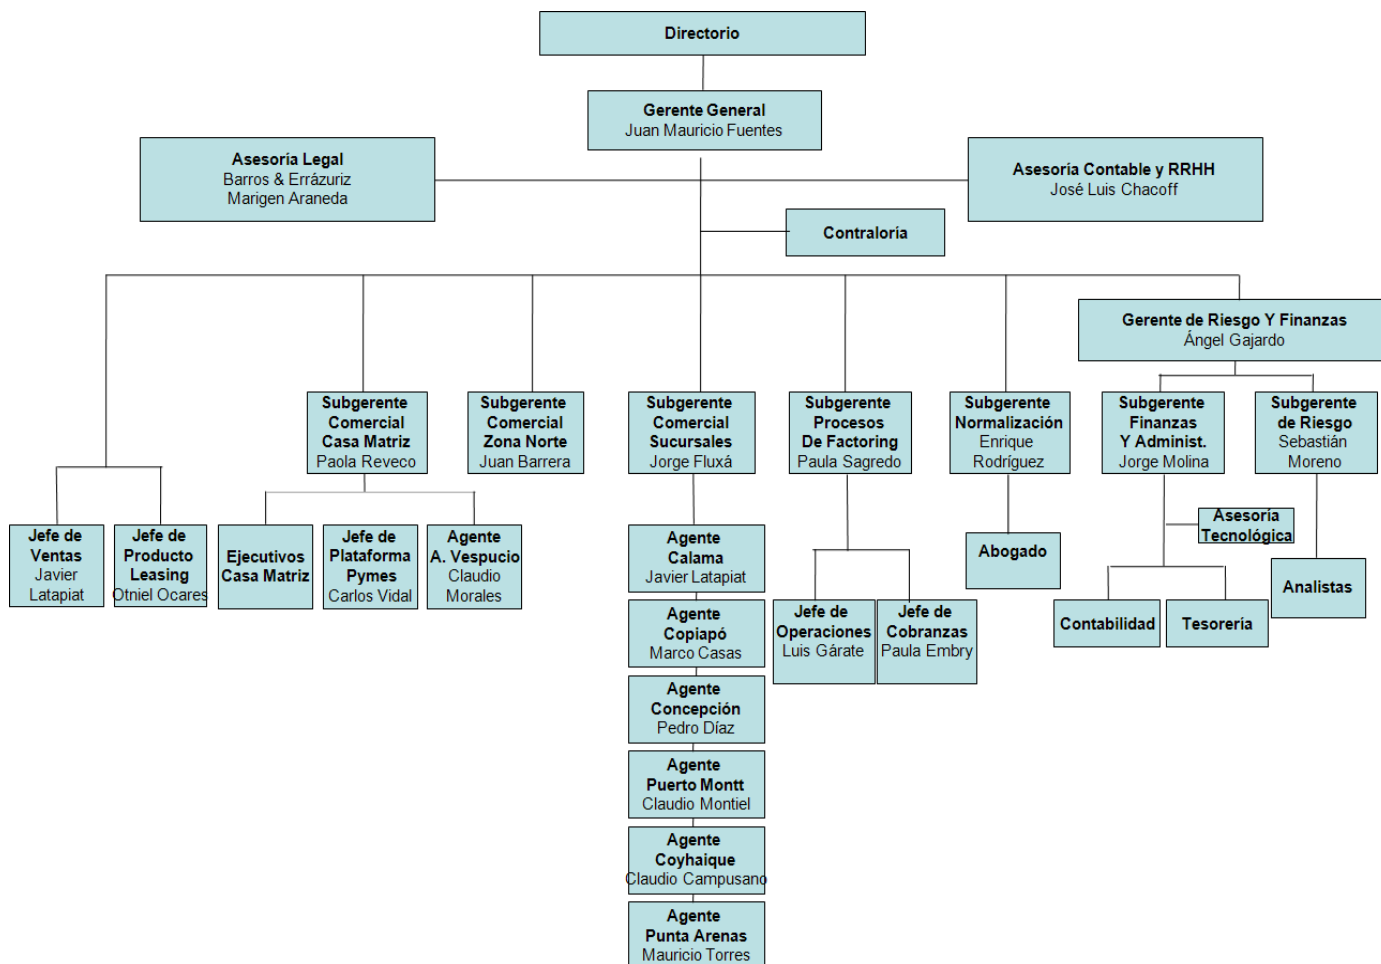 Directorio
Gerente General
Juan Mauricio Fuentes
Asesoría Legal
Barros & Errázuriz
Marigen Araneda
Asesoría Contable y RRHH
José Luis Chacoff
Contraloría
Gerente de Riesgo Y Finanzas
Ángel Gajardo
Subgerente
Comercial
Casa Matriz
Paola Reveco
Subgerente
Comercial
Zona Norte
Juan Barrera
Subgerente
Comercial
Sucursales
Jorge Fluxá
Subgerente
Procesos
De Factoring
Paula Sagredo
Subgerente
Normalización
Enrique
Rodríguez
Subgerente
Finanzas
Y Administ.
Jorge Molina
Subgerente
de Riesgo
Sebastián
Moreno
Jefe de
Ventas
Javier
Latapiat
Jefe de
Producto
Leasing
Otniel Ocares
Ejecutivos
Casa Matriz
Jefe de
Plataforma
Pymes
Carlos Vidal
Agente
A. Vespucio
Claudio
Morales
Agente
Calama
Javier Latapiat
Agente
Copiapó
Marco Casas
Agente
Concepción
Pedro Díaz
Agente
Puerto Montt
Claudio Montiel
Agente
Coyhaique
Claudio Campusano
Agente
Punta Arenas
Mauricio Torres
Jefe de
Operaciones
Luis Gárate
Jefe de
Cobranzas
Paula Embry
Abogado
Asesoría
Tecnológica
Contabilidad
Tesorería
Analistas